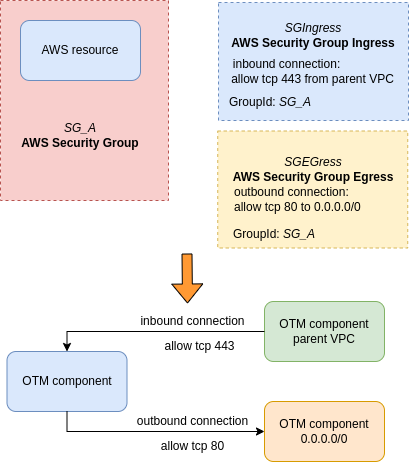 AWS resource
SG_A
AWS Security Group
SGIngress
AWS Security Group Ingress
inbound connection:
allow tcp 443 from parent VPC
GroupId: SG_A
SGEGress
AWS Security Group Egress
outbound connection:
allow tcp 80 to 0.0.0.0/0
GroupId: SG_A
inbound connection
allow tcp 443
OTM component
parent VPC
OTM component
outbound connection
allow tcp 80
OTM component
0.0.0.0/0